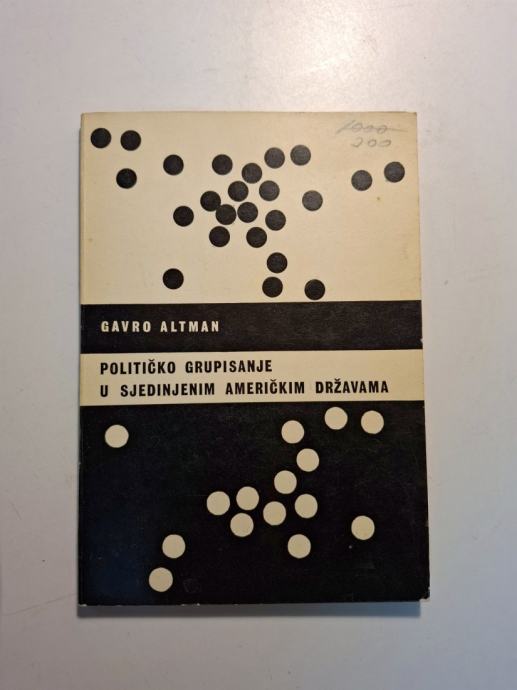 1000
200
GAVRO ALTMAN
POLITIČKO GRUPISANJE
U SJEDINJENIM AMERIČKIM DRŽAVAMA